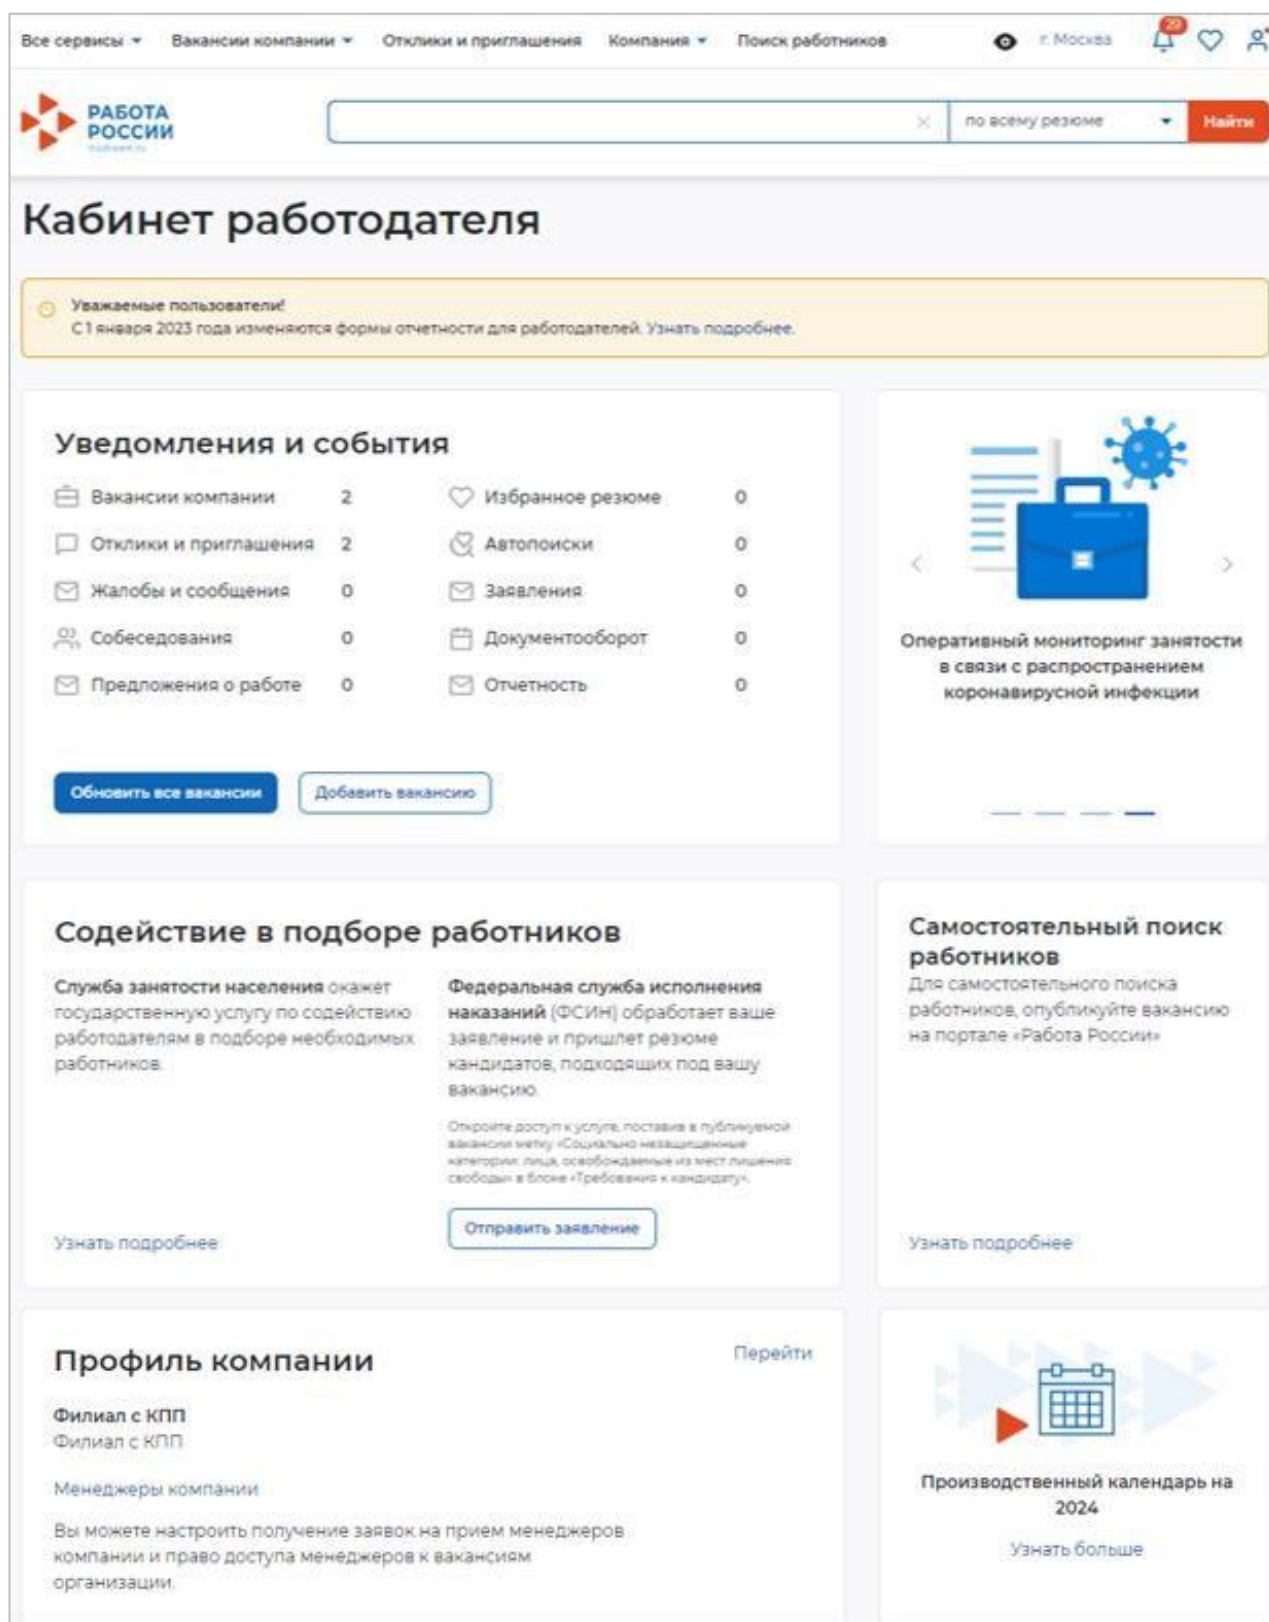 Все сервисы
Вакансии компании
Отклики и приглашения
Компания
Поиск работников
г. Москва
29
РАБОТА
РОССИИ
trudvsem.ru
по всему резюме
Найти
Кабинет работодателя
Уважаемые пользователи!
С 1 января 2023 года изменяются формы отчетности для работодателей. Узнать подробнее.
Уведомления и события
Вакансии компании 2
Отклики и приглашения 2
Жалобы и сообщения 0
Собеседования 0
Предложения о работе 0
Избранное резюме 0
Автопоиски 0
Заявления 0
Документооборот 0
Отчетность 0
Обновить все вакансии
Добавить вакансию
Оперативный мониторинг занятости
в связи с распространением
коронавирусной инфекции
Содействие в подборе работников
Служба занятости населения окажет
государственную услугу по содействию
работодателям в подборе необходимых
работников.
Узнать подробнее
Федеральная служба исполнения
наказаний (ФСИН) обработает ваше
заявление и пришлет резюме
кандидатов, подходящих под вашу
вакансию.
Откройте доступ к услуге, поставив в публикуемой
вакансии метку «Социально незащищенные
категории: лица, освобождаемые из мест лишения
свободы» в блоке «Требования к кандидату».
Отправить заявление
Самостоятельный поиск
работников
Для самостоятельного поиска
работников, опубликуйте вакансию
на портале «Работа России»
Узнать подробнее
Профиль компании
Перейти
Филиал с КПП
Филиал с КПП
Менеджеры компании
Вы можете настроить получение заявок на прием менеджеров
компании и право доступа менеджеров к вакансиям
организации.
Производственный календарь на
2024
Узнать больше